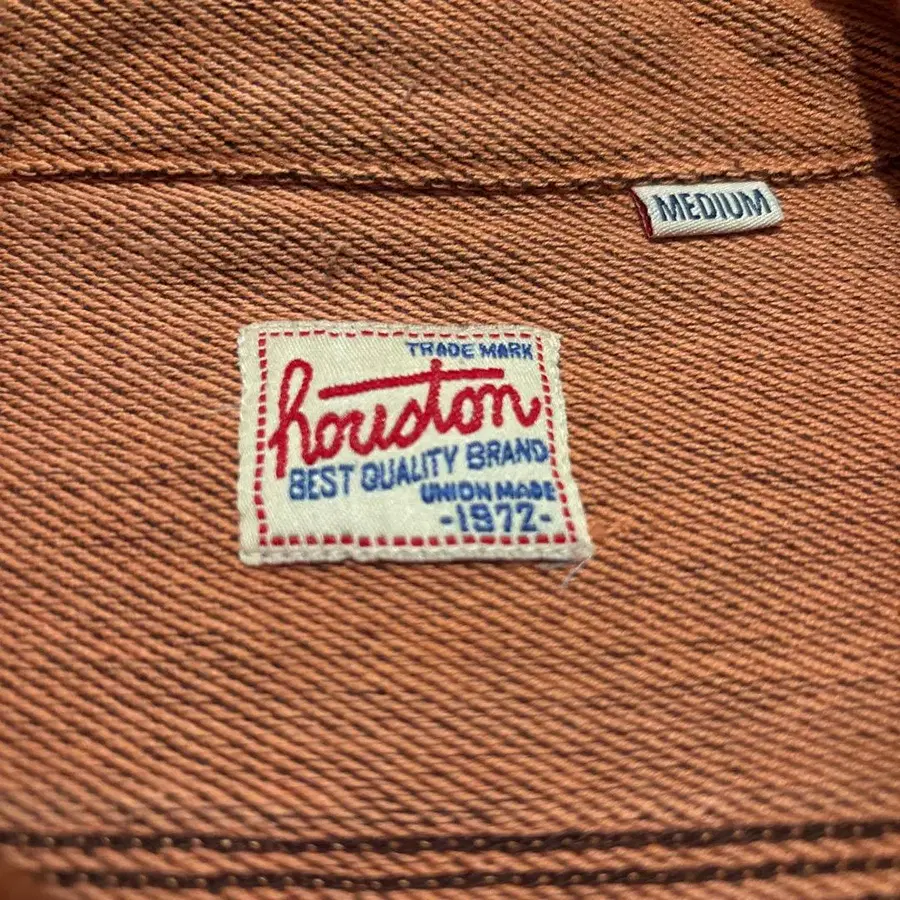 MEDIUM
TRADE MARK
houston
BEST QUALITY BRAND
UNION MADE
-1972-